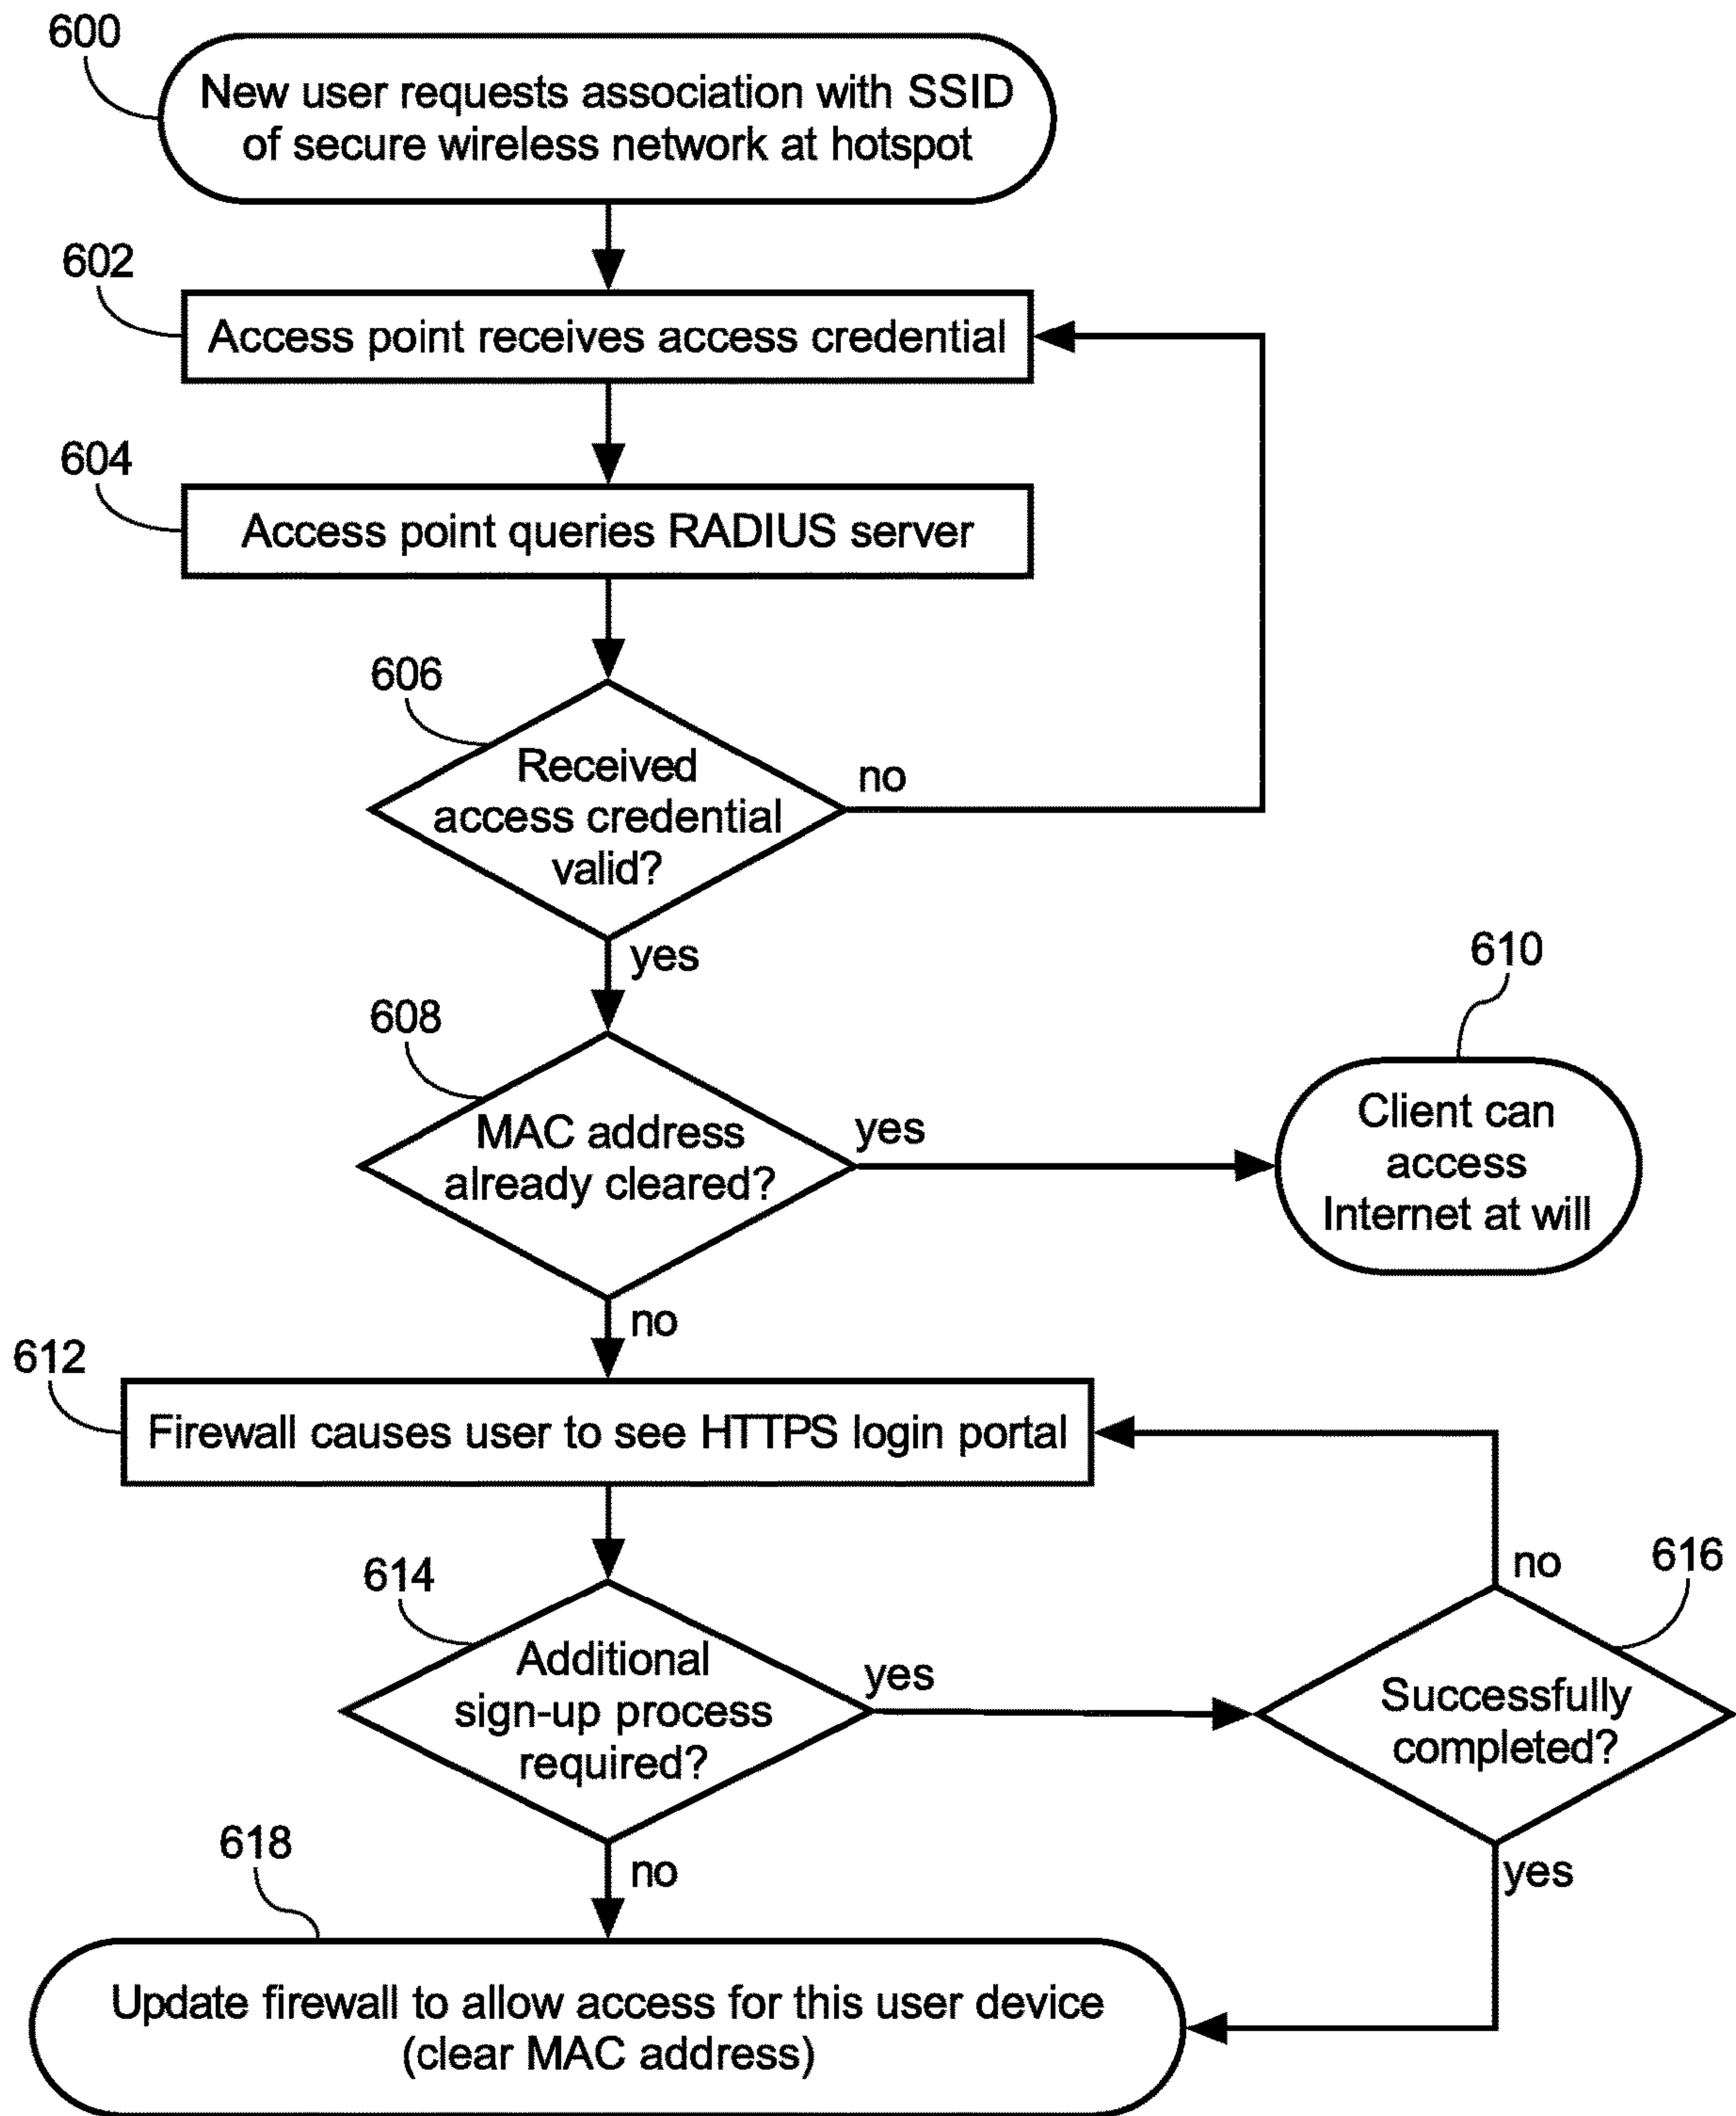 600
New user requests association with SSID
of secure wireless network at hotspot
602
Access point receives access credential
604
Access point queries RADIUS server
606
Received
access credential
valid?
no
yes
608
MAC address
already cleared?
yes
610
Client can
access
Internet at will
no
612
Firewall causes user to see HTTPS login portal
614
Additional
sign-up process
required?
yes
no
616
Successfully
completed?
no
yes
618
Update firewall to allow access for this user device
(clear MAC address)